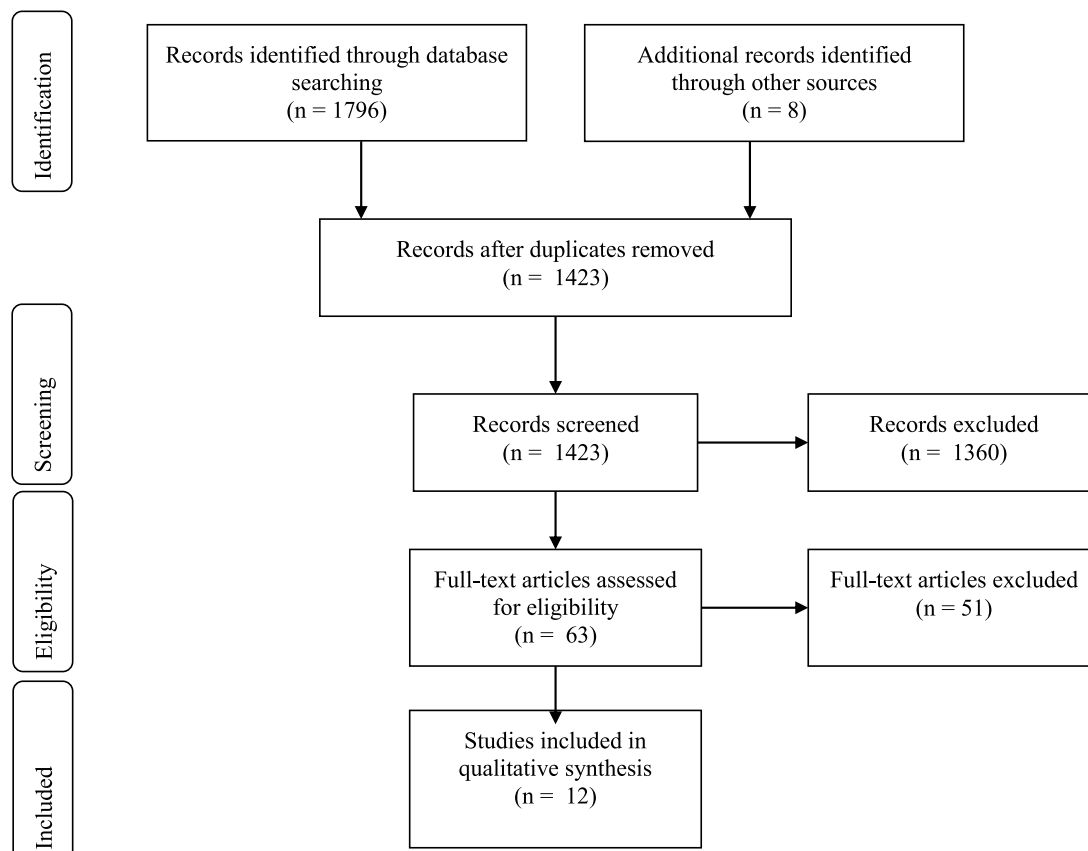 Identification
Records identified through database
searching
(n = 1796)
Additional records identified
through other sources
(n = 8)
Records after duplicates removed
(n = 1423)
Screening
Records screened
(n = 1423)
Records excluded
(n = 1360)
Eligibility
Full-text articles assessed
for eligibility
(n = 63)
Full-text articles excluded
(n = 51)
Included
Studies included in
qualitative synthesis
(n = 12)